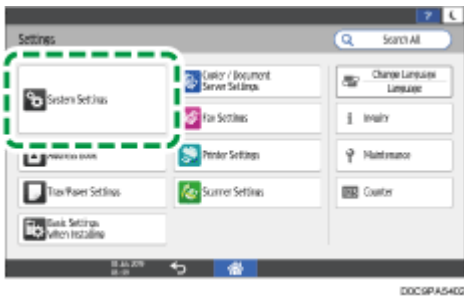 ?
Settings
Search All
System Settings
Copier / Document
Server Settings
Change Language
Language
Fax Settings
i Inquiry
Address Book
Printer Settings
Maintenance
Tray/Paper Settings
Scanner Settings
Counter
Basic Settings
when Installing
D0C9PA5402